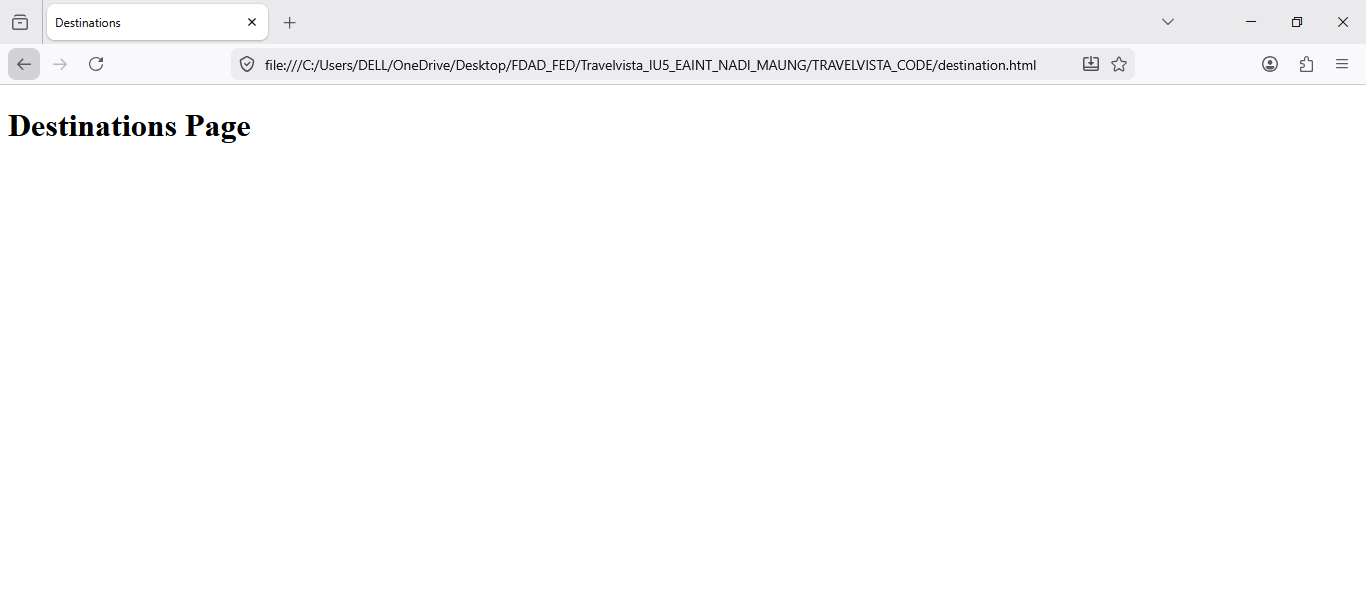 Destinations
file:///C:/Users/DELL/OneDrive/Desktop/FDAD_FED/Travelvista_IU5_EAINT_NADI_MAUNG/TRAVELVISTA_CODE/destination.html
Destinations Page